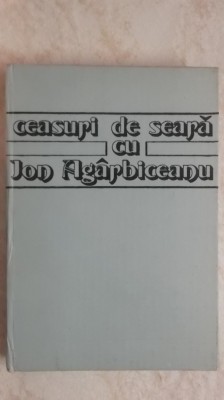 ceasuri de seară
cu
Ion Agârbiceanu